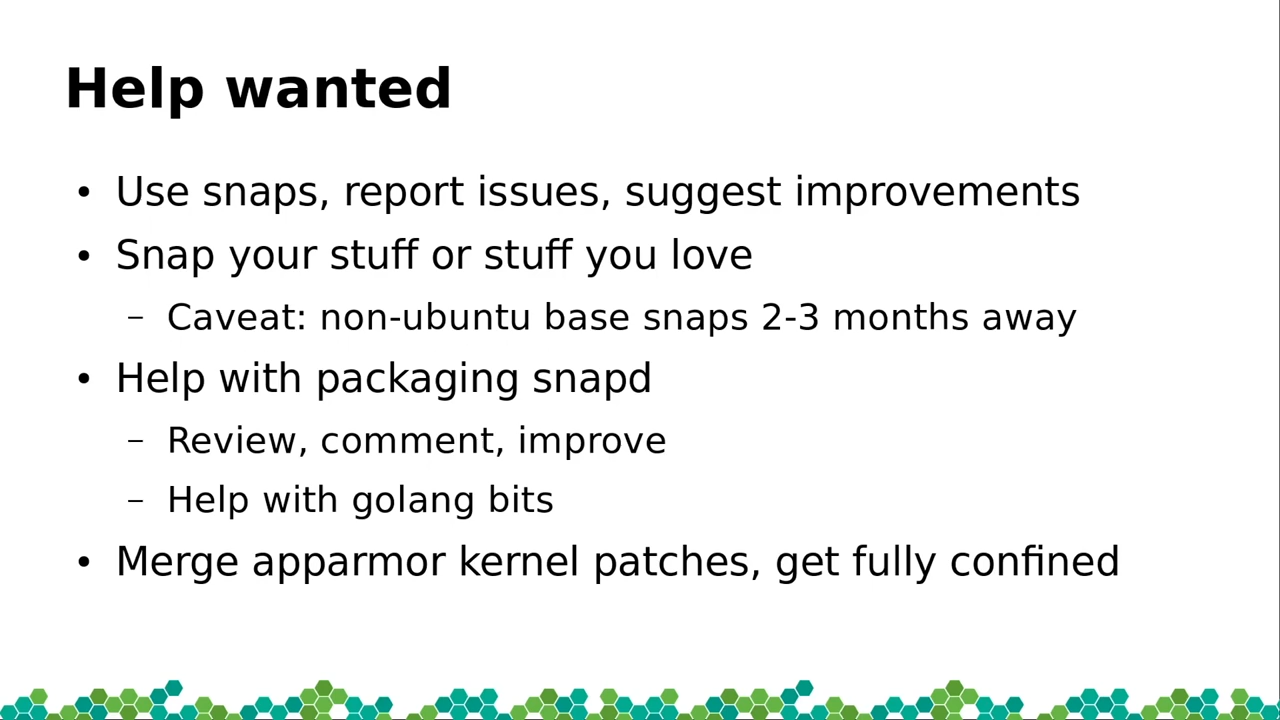 Help wanted
• Use snaps, report issues, suggest improvements
• Snap your stuff or stuff you love
– Caveat: non-ubuntu base snaps 2-3 months away
• Help with packaging snapd
– Review, comment, improve
– Help with golang bits
• Merge apparmor kernel patches, get fully confined